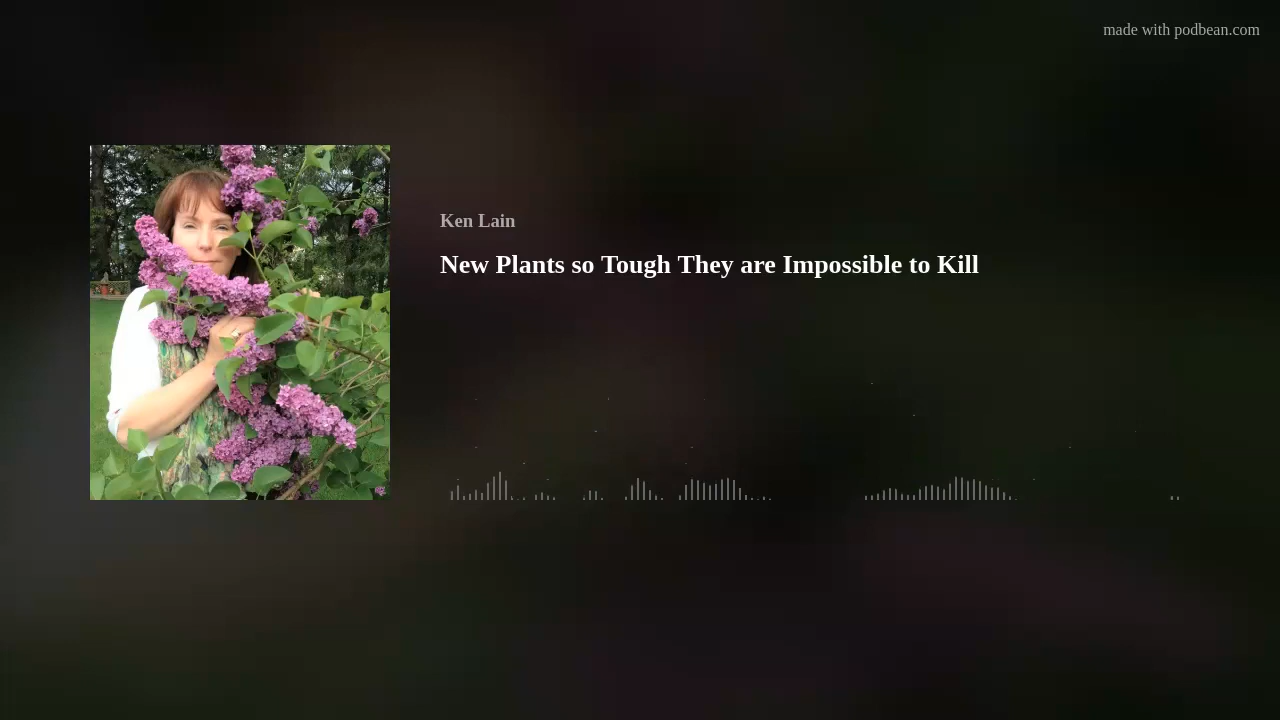 made with podbean.com
Ken Lain
New Plants so Tough They are Impossible to Kill